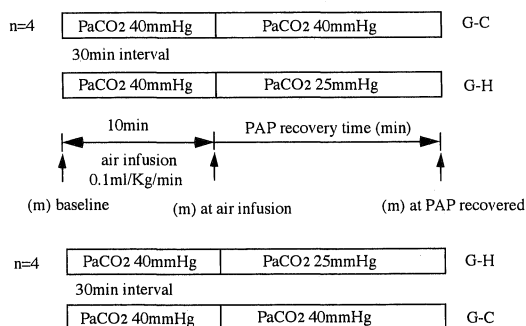 n=4 PaCO2 40mmHg PaCO2 40mmHg G-C
30min interval
PaCO2 40mmHg PaCO2 25mmHg G-H
10min PAP recovery time (min)
air infusion
0.1ml/Kg/min
(m) baseline (m) at air infusion (m) at PAP recovered
n=4 PaCO2 40mmHg PaCO2 25mmHg G-H
30min interval
PaCO2 40mmHg PaCO2 40mmHg G-C